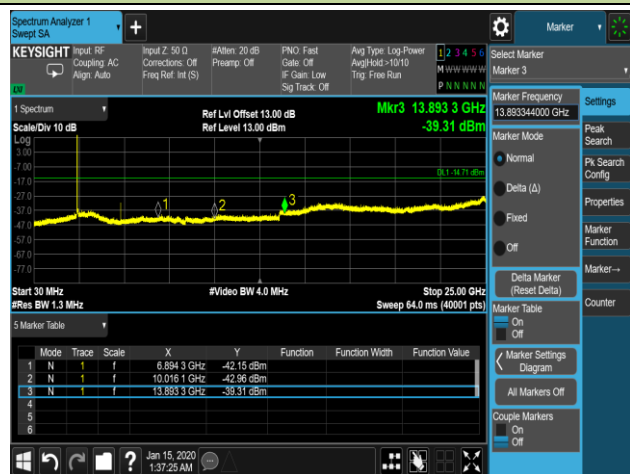 Spectrum Analyzer 1
Swept SA
+
Marker
KEYSIGHT
Input: RF
Coupling: AC
Align: Auto
Input Z: 50 Ω
Corrections: Off
Freq Ref: Int (S)
#Atten: 20 dB
Preamp: Off
PNO: Fast
Gate: Off
IF Gain: Low
Sig Track: Off
Avg Type: Log-Power
Avg|Hold:>10/10
Trig: Free Run
1 2 3 4 5 6
M W W W W W
P N N N N N
LXI
Select Marker
Marker 3
1 Spectrum
Scale/Div 10 dB
Log
Ref Lvl Offset 13.00 dB
Ref Level 13.00 dBm
Mkr3 13.893 3 GHz
-39.31 dBm
3.00
-7.00
-17.0
-27.0
-37.0
-47.0
-57.0
-67.0
-77.0
DL1 -14.71 dBm
1
2
3
Start 30 MHz
#Res BW 1.3 MHz
#Video BW 4.0 MHz
Stop 25.00 GHz
Sweep 64.0 ms (40001 pts)
5 Marker Table
Mode Trace Scale X Y Function Function Width Function Value
1 N 1 f 6.894 3 GHz -42.15 dBm
2 N 1 f 10.016 1 GHz -42.96 dBm
3 N 1 f 13.893 3 GHz -39.31 dBm
4
5
6
Marker Frequency
13.893344000 GHz
Marker Mode
Normal
Delta (Δ)
Fixed
Off
Delta Marker
(Reset Delta)
Marker Table
On
Off
Marker Settings
Diagram
All Markers Off
Couple Markers
On
Off
Settings
Peak
Search
Pk Search
Config
Properties
Marker
Function
Marker→
Counter
?
Jan 15, 2020
1:37:25 AM